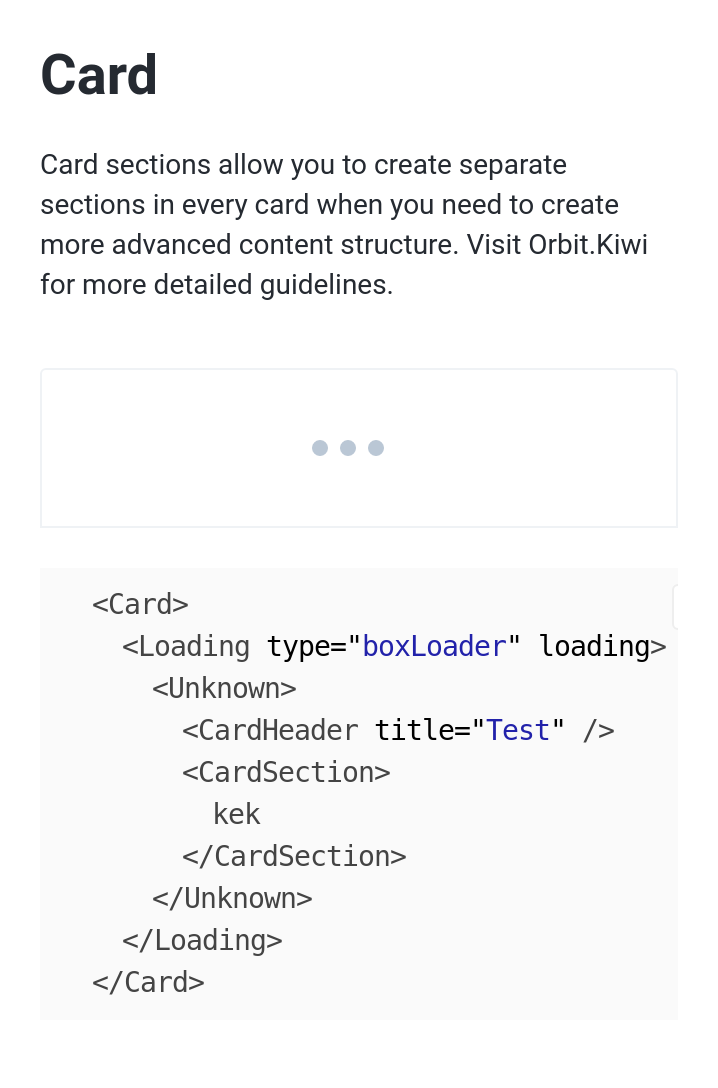 Card
Card sections allow you to create separate
sections in every card when you need to create
more advanced content structure. Visit Orbit.Kiwi
for more detailed guidelines.
<Card>
<Loading type="boxLoader" loading>
<Unknown>
<CardHeader title="Test" />
<CardSection>
kek
</CardSection>
</Unknown>
</Loading>
</Card>